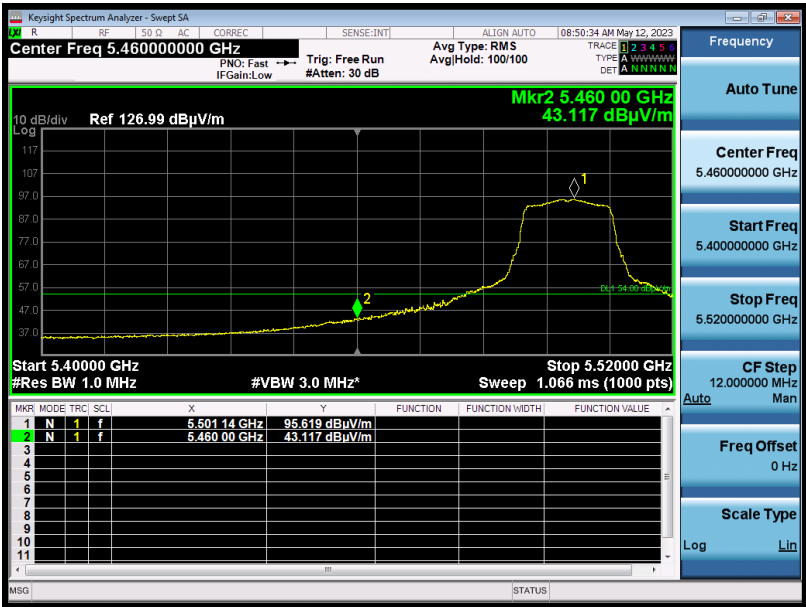 Keysight Spectrum Analyzer - Swept SA
LXI R RF 50 Ω AC CORREC SENSE:INT ALIGN AUTO 08:50:34 AM May 12, 2023
Center Freq 5.460000000 GHz
PNO: Fast
IFGain:Low
Trig: Free Run
#Atten: 30 dB
Avg Type: RMS
Avg|Hold: 100/100
TRACE 1 2 3 4 5 6
TYPE A WWWWW
DET A N N N N N
Mkr2 5.460 00 GHz
43.117 dBµV/m
10 dB/div
Log
Ref 126.99 dBµV/m
117
107
97.0
87.0
77.0
67.0
57.0
47.0
37.0
1
2
DL1 54.00 dBµV/m
Start 5.40000 GHz
Stop 5.52000 GHz
#Res BW 1.0 MHz
#VBW 3.0 MHz*
Sweep 1.066 ms (1000 pts)
MKR MODE TRC SCL X Y FUNCTION FUNCTION WIDTH FUNCTION VALUE
1 N 1 f 5.501 14 GHz 95.619 dBµV/m
2 N 1 f 5.460 00 GHz 43.117 dBµV/m
3
4
5
6
7
8
9
10
11
MSG
STATUS
Frequency
Auto Tune
Center Freq
5.460000000 GHz
Start Freq
5.400000000 GHz
Stop Freq
5.520000000 GHz
CF Step
12.000000 MHz
Auto Man
Freq Offset
0 Hz
Scale Type
Log Lin